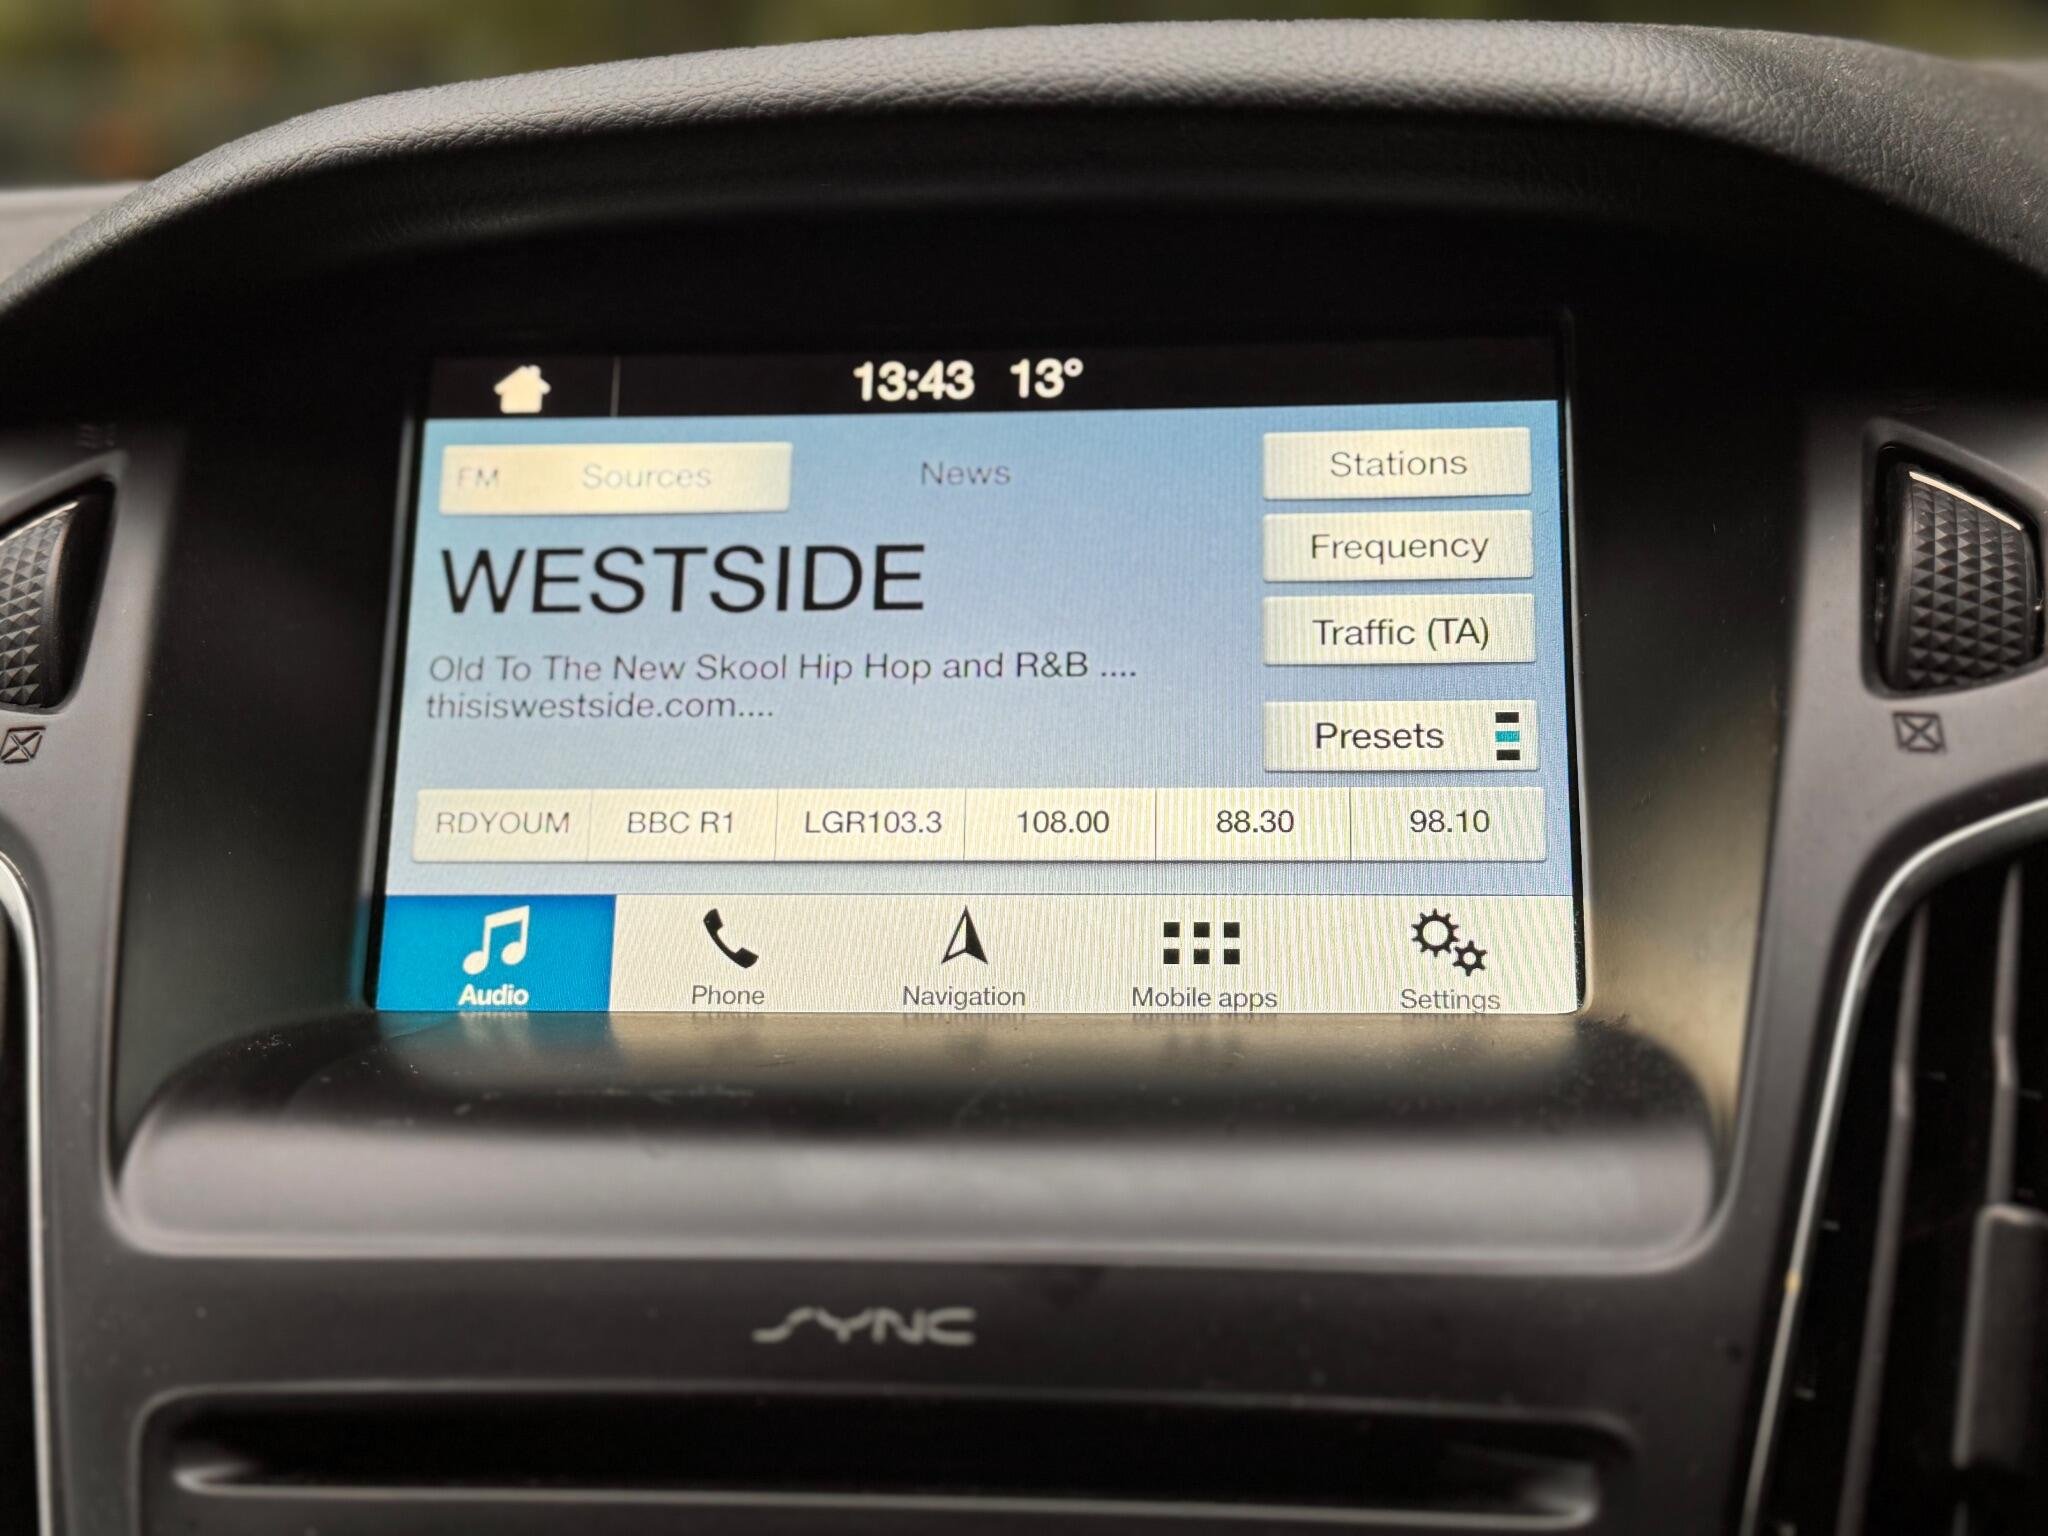 13:43 13°
FM Sources News Stations
WESTSIDE
Frequency
Old To The New Skool Hip Hop and R&B ....
thisiswestside.com....
Traffic (TA)
Presets
RDYOUM BBC R1 LGR103.3 108.00 88.30 98.10
Audio Phone Navigation Mobile apps Settings
SYNC